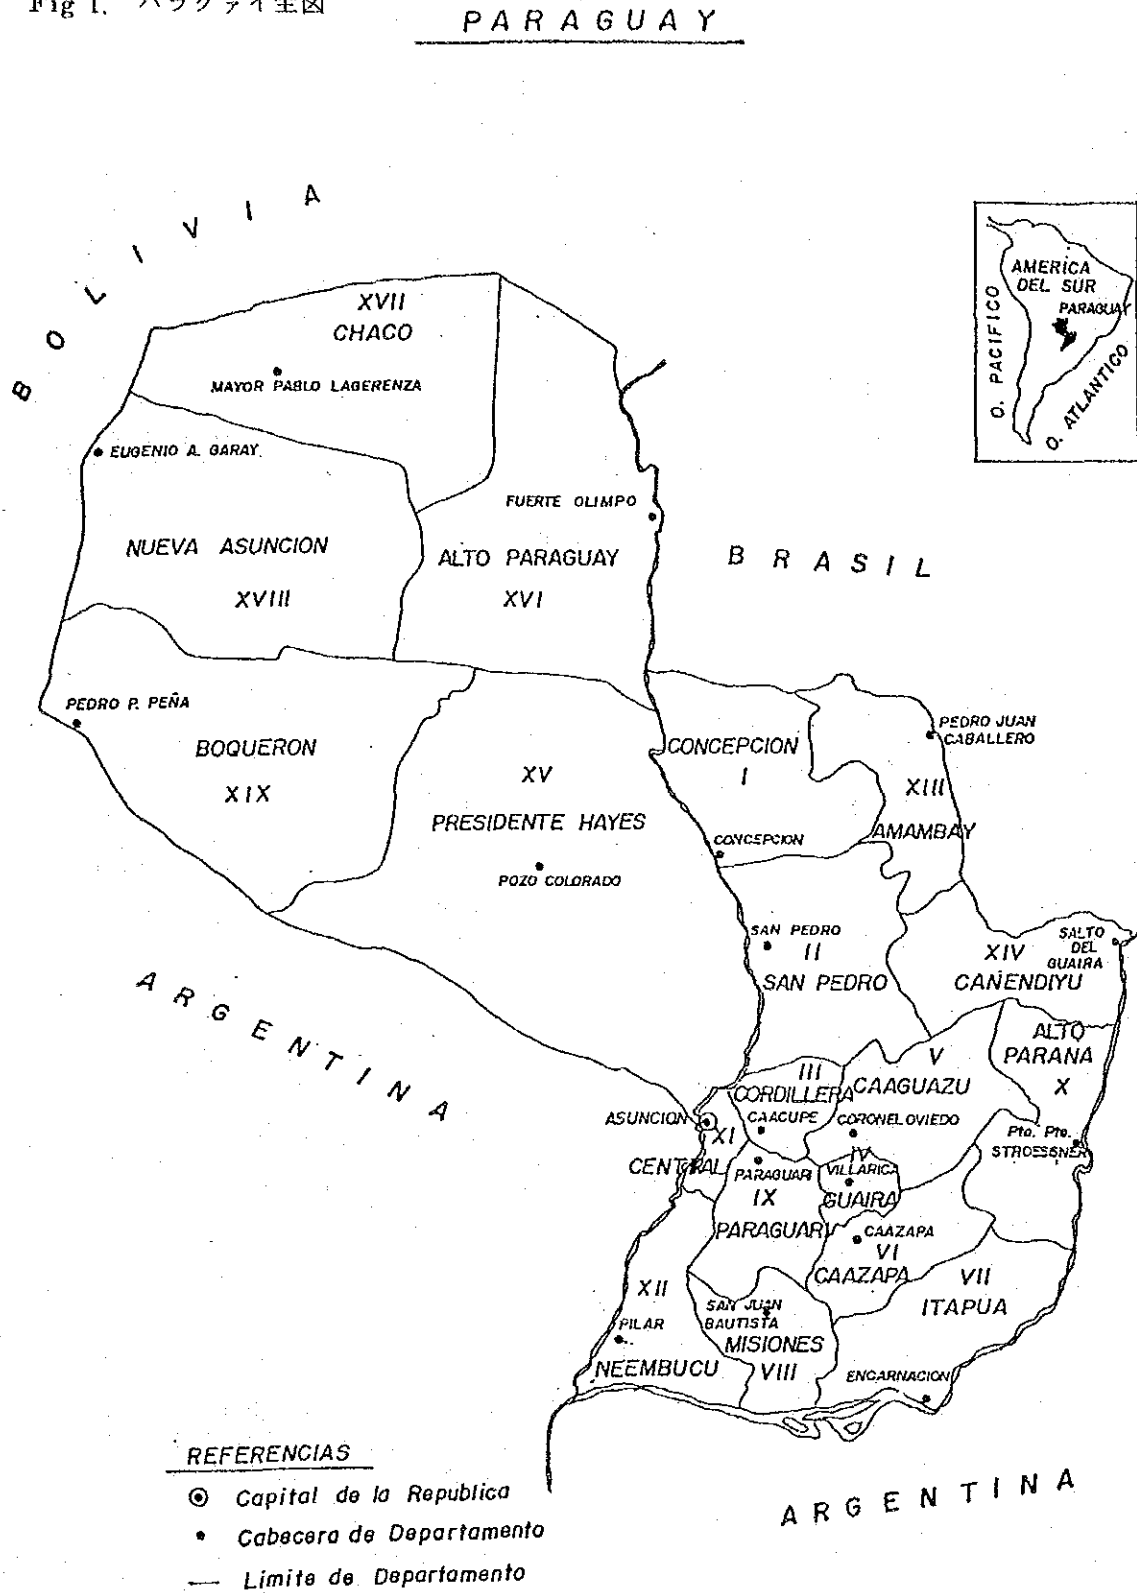 Fig 1. パラグァイ全図
PARAGUAY
BOLIVIA
AMERICA
DEL SUR
PARAGUAY
O. PACIFICO
O. ATLANTICO
XVII
CHACO
MAYOR PABLO LAGERENZA
EUGENIO A. GARAY
FUERTE OLIMPO
NUEVA ASUNCION
XVIII
ALTO PARAGUAY
XVI
BRASIL
PEDRO P. PEÑA
BOQUERON
XIX
XV
PRESIDENTE HAYES
POZO COLORADO
CONCEPCION
I
CONCEPCION
PEDRO JUAN
CABALLERO
XIII
AMAMBAY
SAN PEDRO
II
SAN PEDRO
XIV
CANENDIYU
SALTO
DEL
GUAIRA
ARGENTINA
ALTO
PARANA
X
V
CAAGUAZU
III
CORDILLERA
CAACUPE
CORONEL OVIEDO
ASUNCION
XI
CENTRAL
Pto. Pte.
STROESSNER
IV
VILLARICA
GUAIRA
PARAGUARI
IX
PARAGUARI
CAAZAPA
VI
CAAZAPA
VII
ITAPUA
XII
PILAR
NEEMBUCU
SAN JUAN
BAUTISTA
MISIONES
VIII
ENCARNACION
REFERENCIAS
Capital de la Republica
Cabecera de Departamento
Límite de Departamento
ARGENTINA